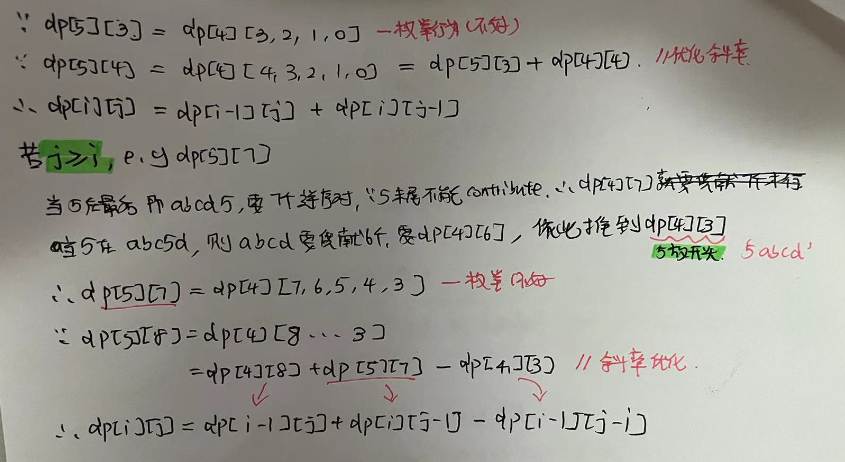 ∵ dp[5][3] = dp[4][3,2,1,0] 一枚举行为(不好)
∵ dp[5][4] = dp[4][4,3,2,1,0] = dp[5][3] + dp[4][4]. //优化 斜率
∴ dp[i][j] = dp[i-1][j] + dp[i][j-1]
若 j≥i, e.g dp[5][7]
当5在最后 即 abcd5, 要7个逆序对, ∵5末尾不能 contribute. ∴ dp[4][7]
当5在 abc5d, 则 abcd 要贡献6个, 要dp[4][6], 依此推到 dp[4][3]
5放开头. 5abcd'
∴ dp[5][7] = dp[4][7,6,5,4,3] 一枚举
∵ dp[5][8] = dp[4][8...3]
= dp[4][8] + dp[5][7] - dp[4][3] // 斜率优化.
∴ dp[i][j] = dp[i-1][j] + dp[i][j-1] - dp[i-1][j-i]